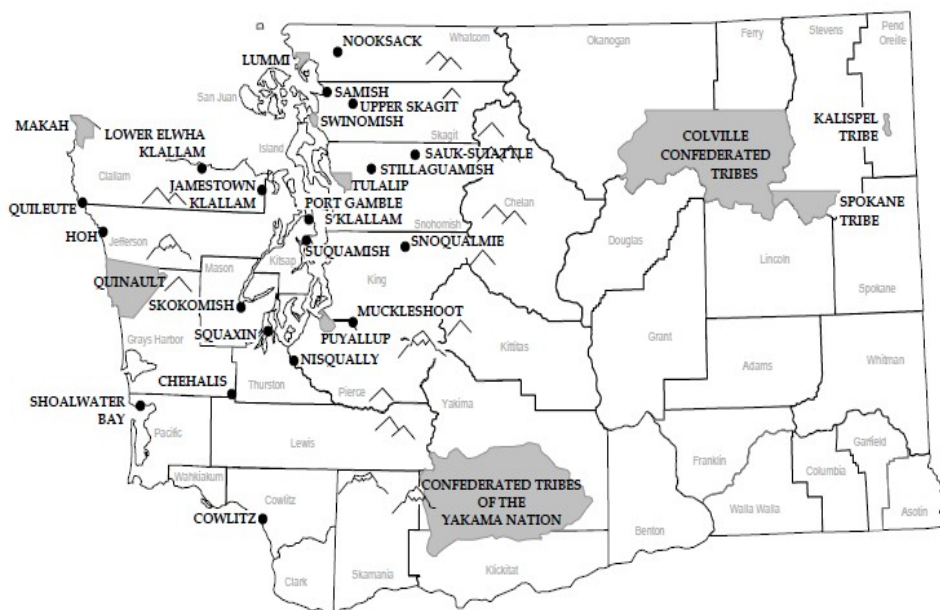 NOOKSACK
Whatcom
Okanogan
Ferry
Stevens
Pend
Oreille
LUMMI
San Juan
SAMISH
UPPER SKAGIT
SWINOMISH
Skagit
MAKAH
LOWER ELWHA
KLALLAM
Island
KALISPEL
TRIBE
COLVILLE
CONFEDERATED
TRIBES
SAUK-SUIATTLE
STILLAGUAMISH
Clallam
JAMESTOWN
KLALLAM
TULALIP
PORT GAMBLE
S'KLALLAM
Snohomish
Chelan
SPOKANE
TRIBE
QUILEUTE
HOH
Jefferson
SUQUAMISH
SNOQUALMIE
Douglas
Lincoln
Kitsap
Mason
King
QUINAULT
Spokane
SKOKOMISH
MUCKLESHOOT
SQUAXIN
PUYALLUP
Grays Harbor
Kittitas
Grant
Adams
Whitman
NISQUALLY
CHEHALIS
Thurston
Pierce
Yakima
SHOALWATER
BAY
Pacific
Lewis
Franklin
Garfield
Columbia
Wahkiakum
Cowlitz
CONFEDERATED TRIBES
OF THE
YAKAMA NATION
COWLITZ
Walla Walla
Asotin
Benton
Clark
Skamania
Klickitat